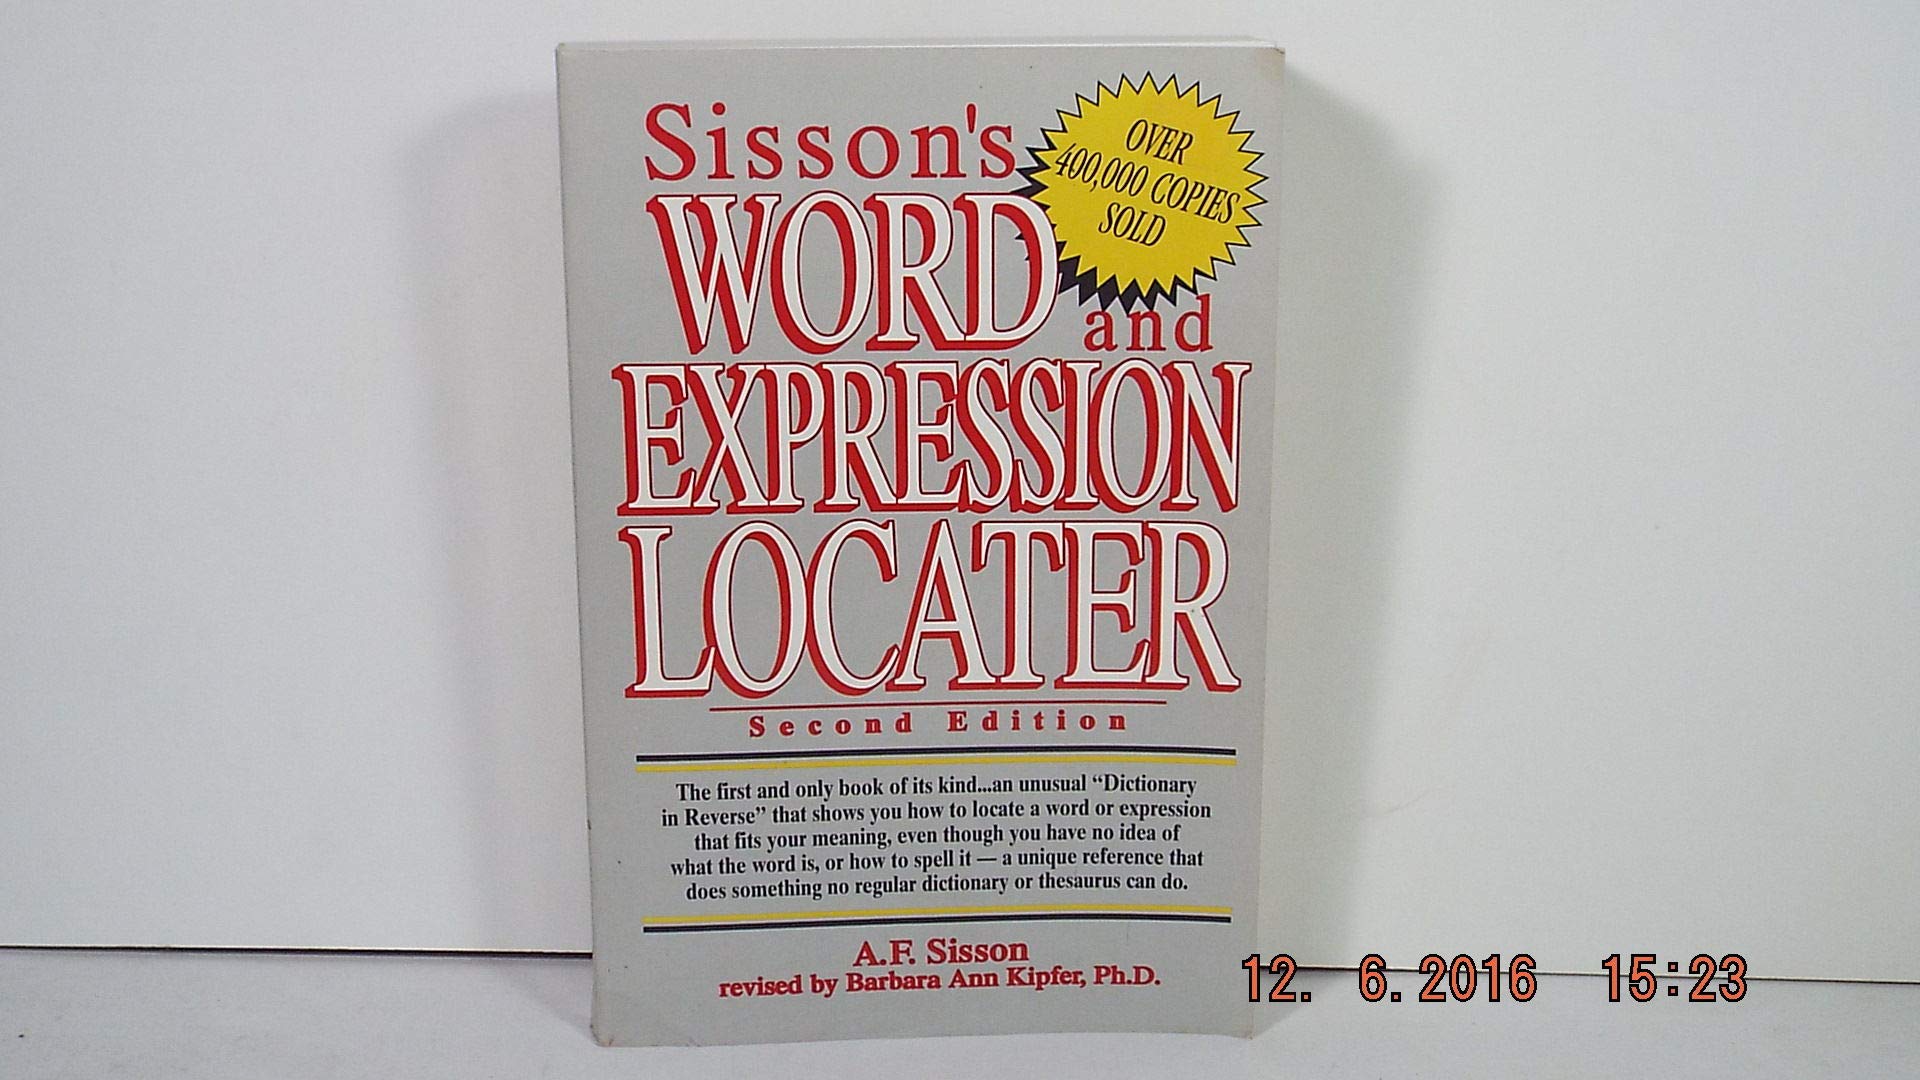 Sisson's
OVER
400,000 COPIES
SOLD
WORD
and
EXPRESSION
LOCATER
Second Edition
The first and only book of its kind...an unusual “Dictionary
in Reverse” that shows you how to locate a word or expression
that fits your meaning, even though you have no idea of
what the word is, or how to spell it — a unique reference that
does something no regular dictionary or thesaurus can do.
A.F. Sisson
revised by Barbara Ann Kipfer, Ph.D.
12. 6.2016 15:23